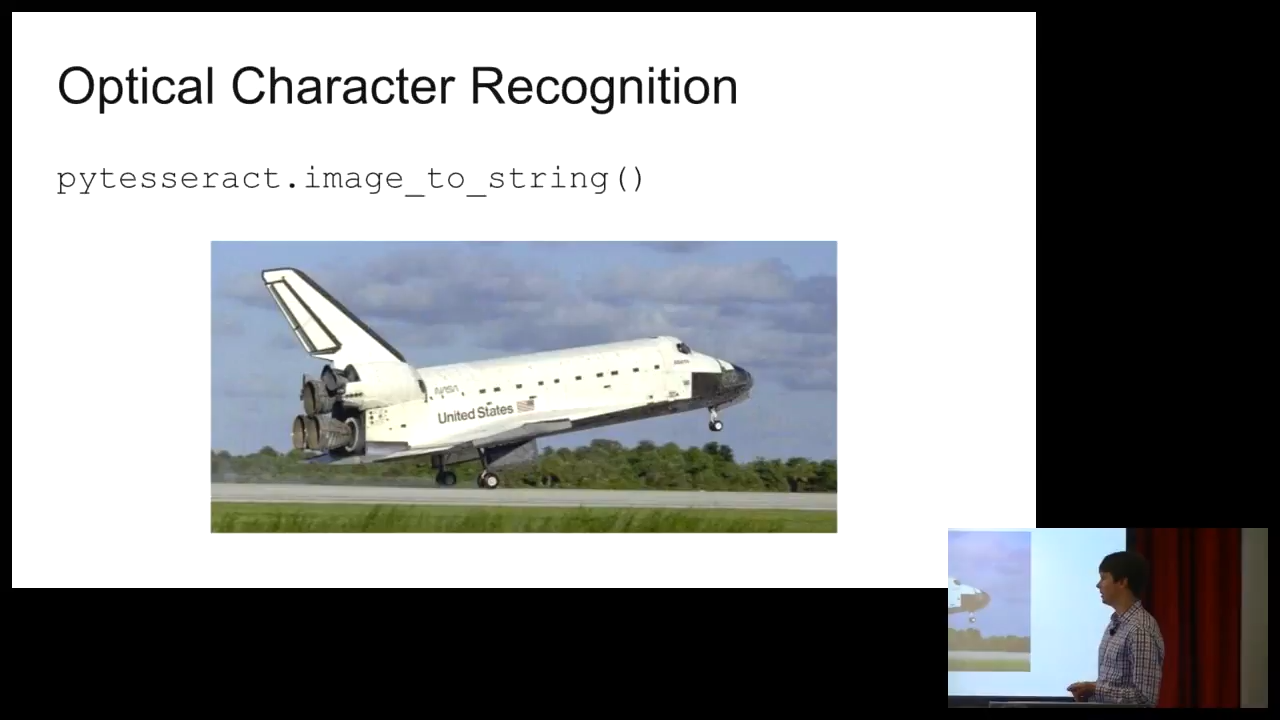 Optical Character Recognition
pytesseract.image_to_string()
NASA
United States